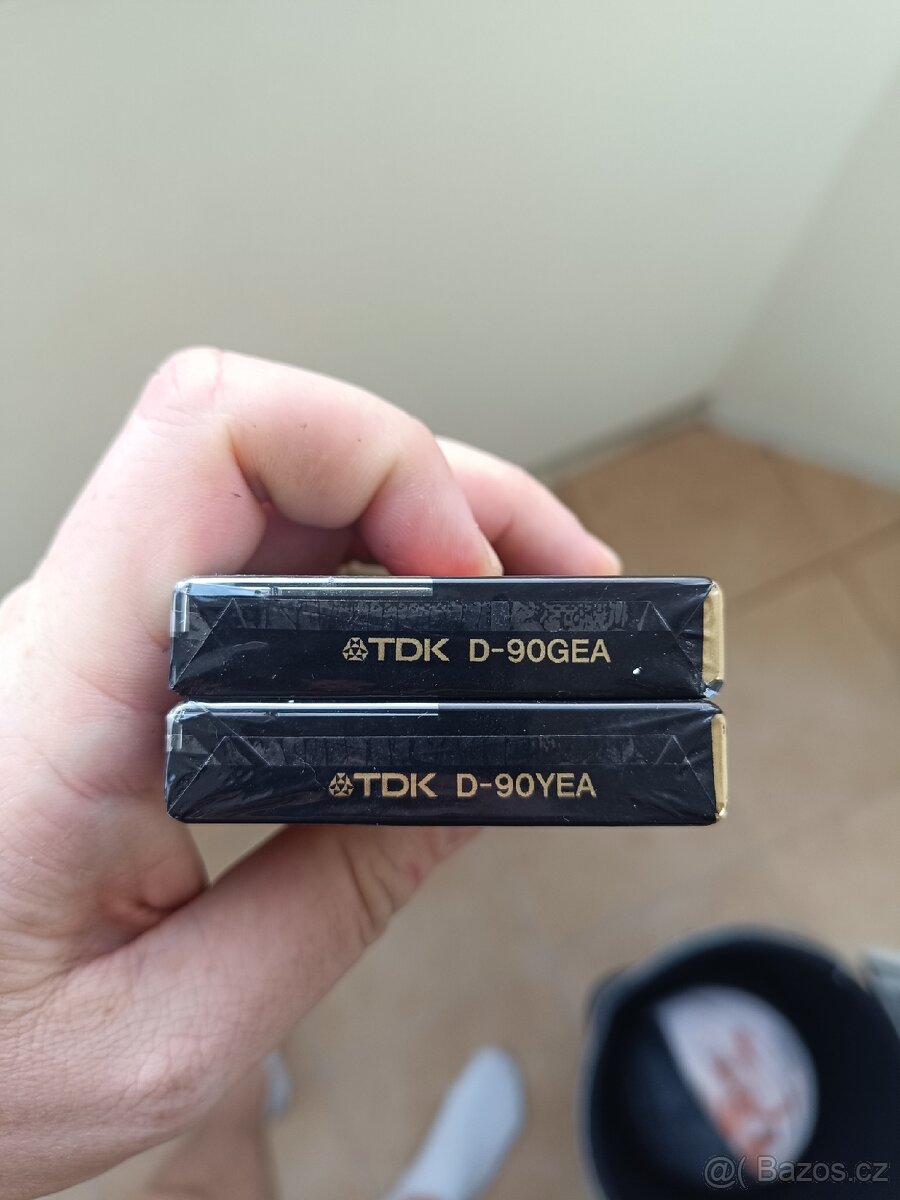 TDK D-90GEA
TDK D-90YEA
@( Bazos.cz